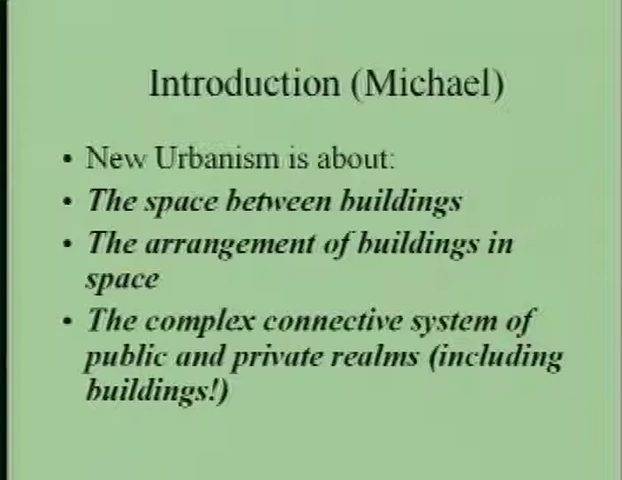 Introduction (Michael)
• New Urbanism is about:
• The space between buildings
• The arrangement of buildings in
space
• The complex connective system of
public and private realms (including
buildings!)